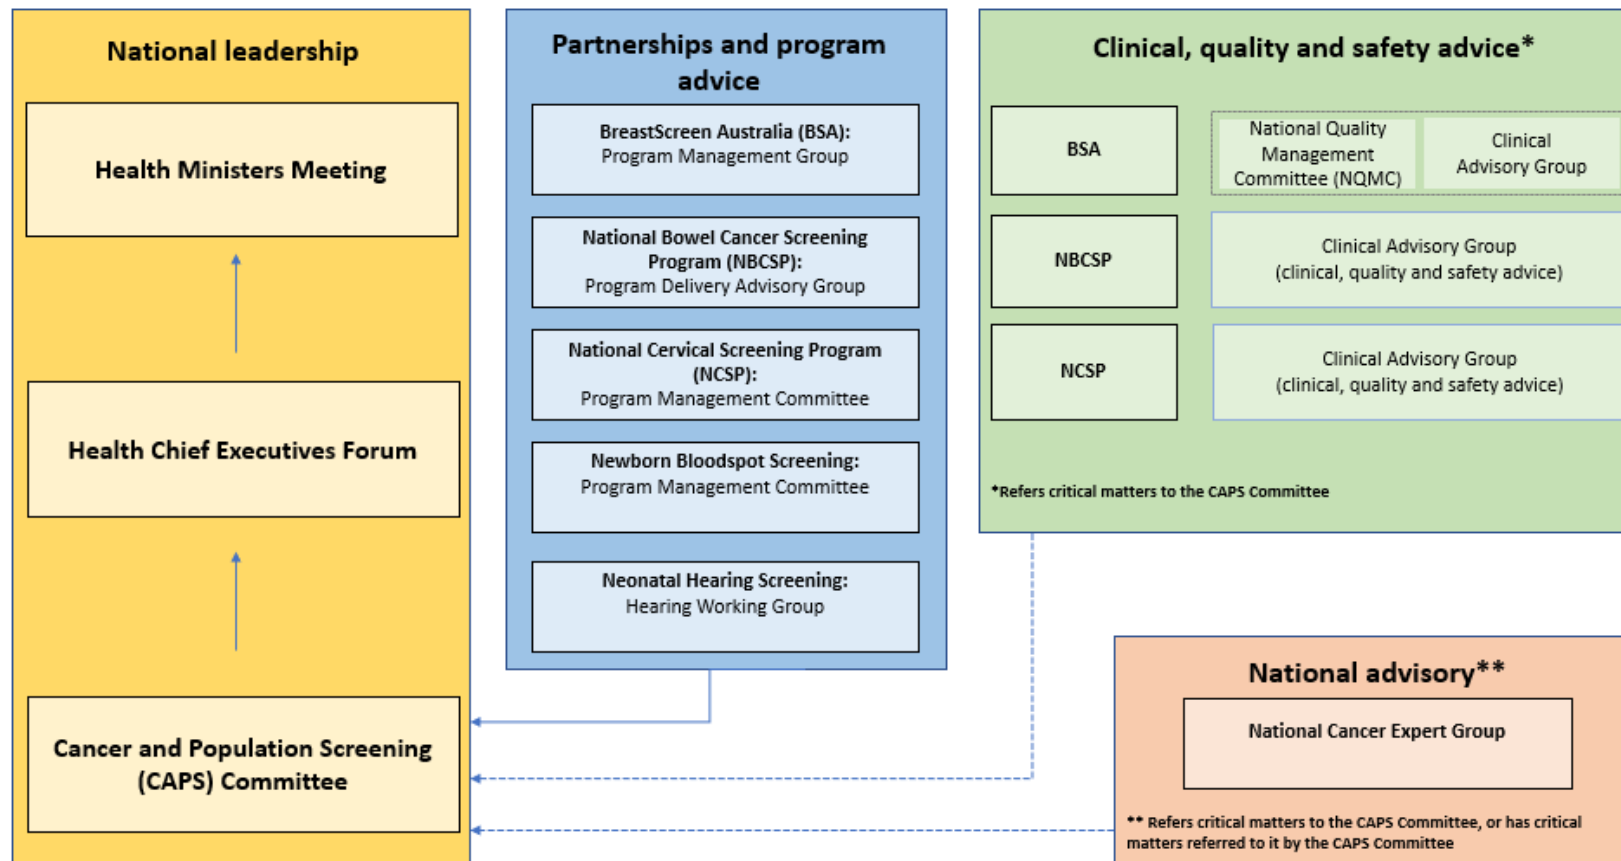 National leadership
Health Ministers Meeting
Health Chief Executives Forum
Cancer and Population Screening
(CAPS) Committee
Partnerships and program
advice
BreastScreen Australia (BSA):
Program Management Group
National Bowel Cancer Screening
Program (NBCSP):
Program Delivery Advisory Group
National Cervical Screening Program
(NCSP):
Program Management Committee
Newborn Bloodspot Screening:
Program Management Committee
Neonatal Hearing Screening:
Hearing Working Group
Clinical, quality and safety advice*
BSA
National Quality
Management
Committee (NQMC)
Clinical
Advisory Group
NBCSP
Clinical Advisory Group
(clinical, quality and safety advice)
NCSP
Clinical Advisory Group
(clinical, quality and safety advice)
*Refers critical matters to the CAPS Committee
National advisory**
National Cancer Expert Group
** Refers critical matters to the CAPS Committee, or has critical
matters referred to it by the CAPS Committee